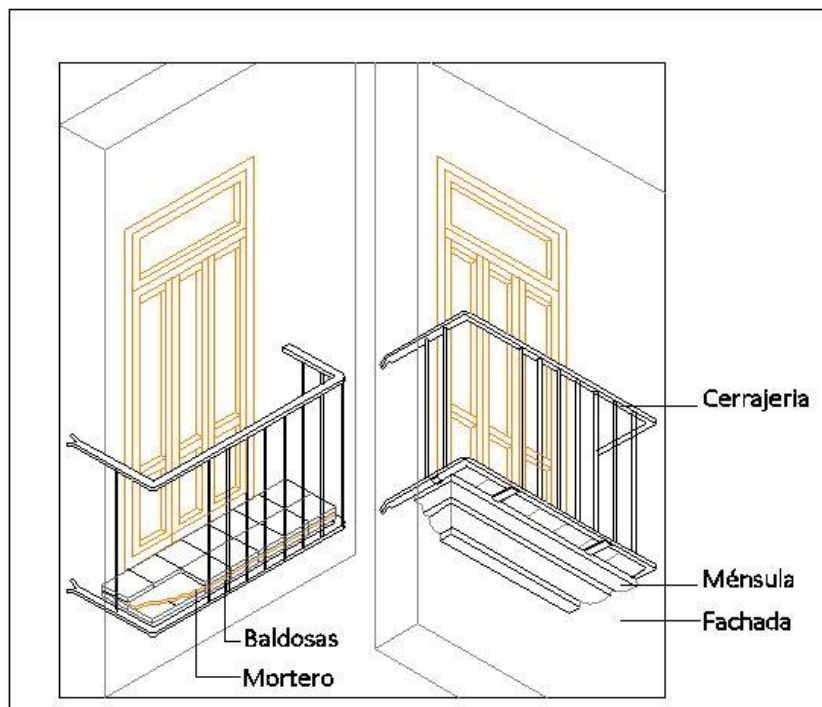 Cerrajeria
Ménsula
Fachada
Baldosas
Mortero